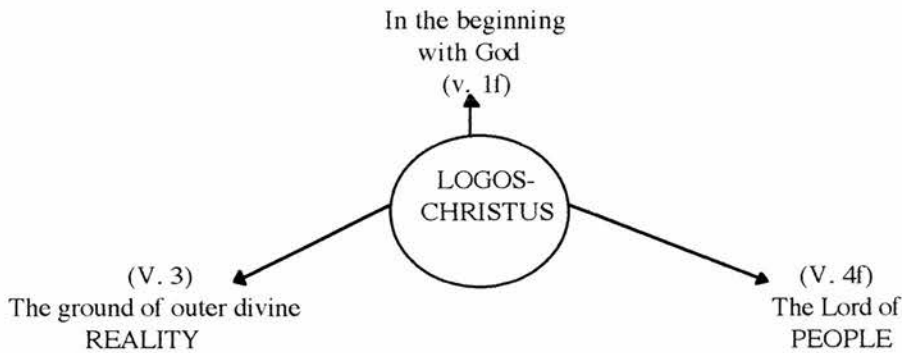 In the beginning
with God
(v. 1f)
LOGOS-
CHRISTUS
(V. 3)
The ground of outer divine
REALITY
(V. 4f)
The Lord of
PEOPLE